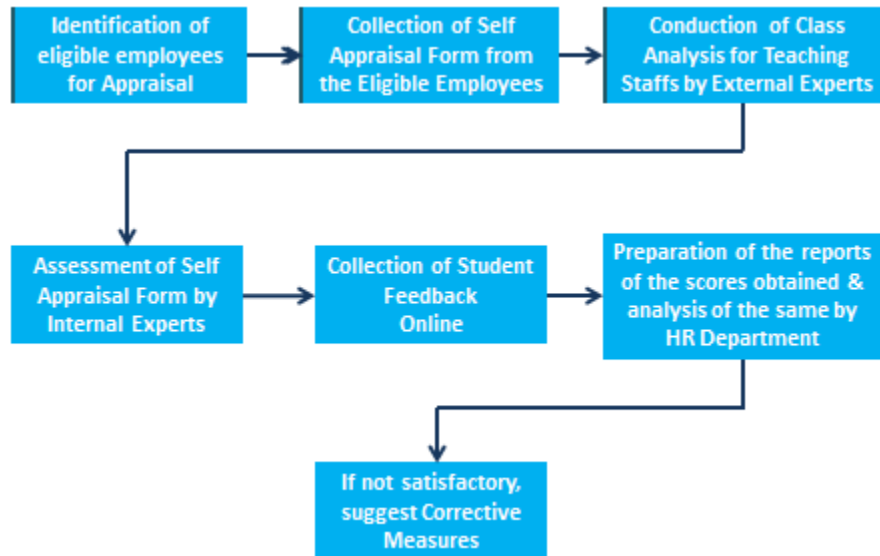 Identification of
eligible employees
for Appraisal
Collection of Self
Appraisal Form from
the Eligible Employees
Conduction of Class
Analysis for Teaching
Staffs by External Experts
Assessment of Self
Appraisal Form by
Internal Experts
Collection of Student
Feedback
Online
Preparation of the reports
of the scores obtained &
analysis of the same by
HR Department
If not satisfactory,
suggest Corrective
Measures